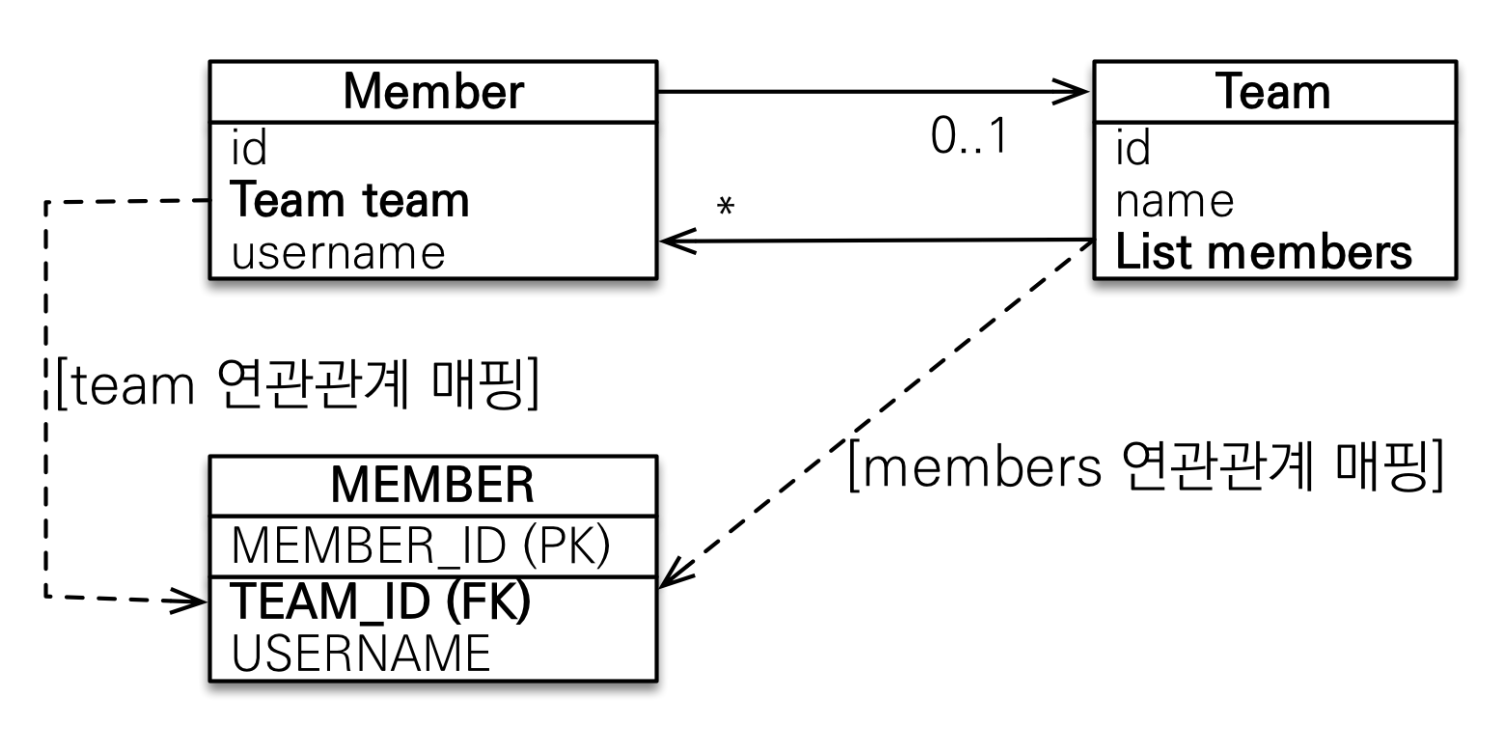 Member
id
Team team
username
0..1
*
Team
id
name
List members
[team 연관관계 매핑]
[members 연관관계 매핑]
MEMBER
MEMBER_ID (PK)
TEAM_ID (FK)
USERNAME